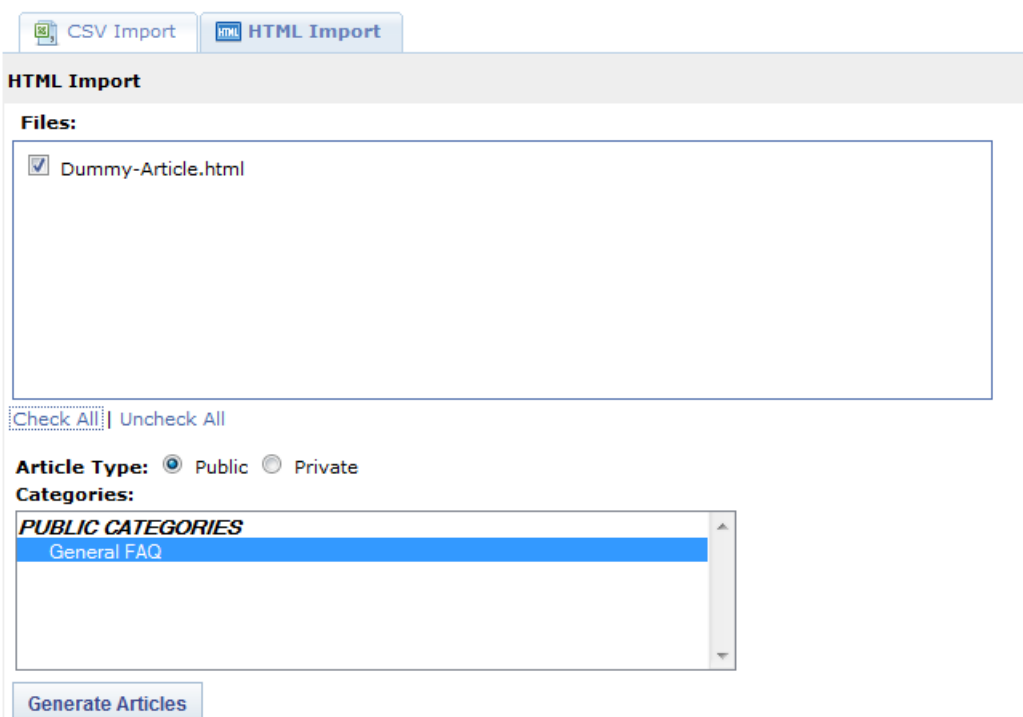 CSV Import HTML HTML Import
HTML Import
Files:
Dummy-Article.html
Check All | Uncheck All
Article Type: Public Private
Categories:
PUBLIC CATEGORIES
General FAQ
Generate Articles